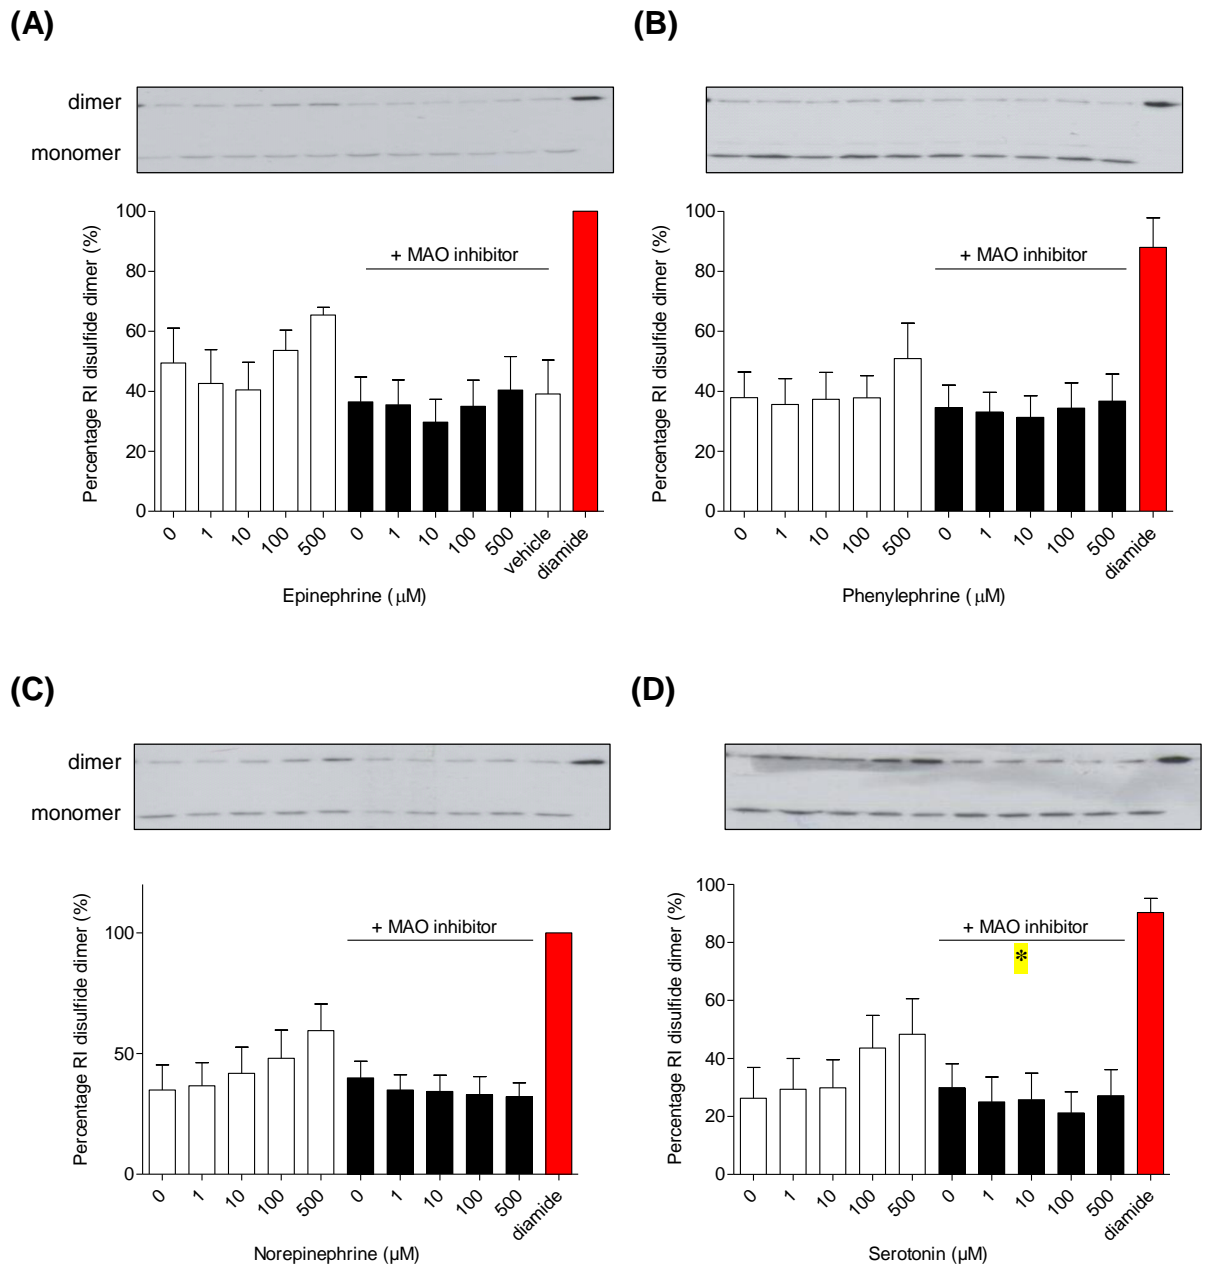 (A)
dimer
monomer
Percentage RI disulfide dimer (%)
100
80
60
40
20
0
+ MAO inhibitor
0 1 10 100 500 0 1 10 100 500 vehicle diamide
Epinephrine (μM)
(B)
Percentage RI disulfide dimer (%)
100
80
60
40
20
0
+ MAO inhibitor
0 1 10 100 500 0 1 10 100 500 diamide
Phenylephrine (μM)
(C)
dimer
monomer
Percentage RI disulfide dimer (%)
100
50
0
+ MAO inhibitor
0 1 10 100 500 0 1 10 100 500 diamide
Norepinephrine (μM)
(D)
Percentage RI disulfide dimer (%)
100
80
60
40
20
0
+ MAO inhibitor
*
0 1 10 100 500 0 1 10 100 500 diamide
Serotonin (μM)